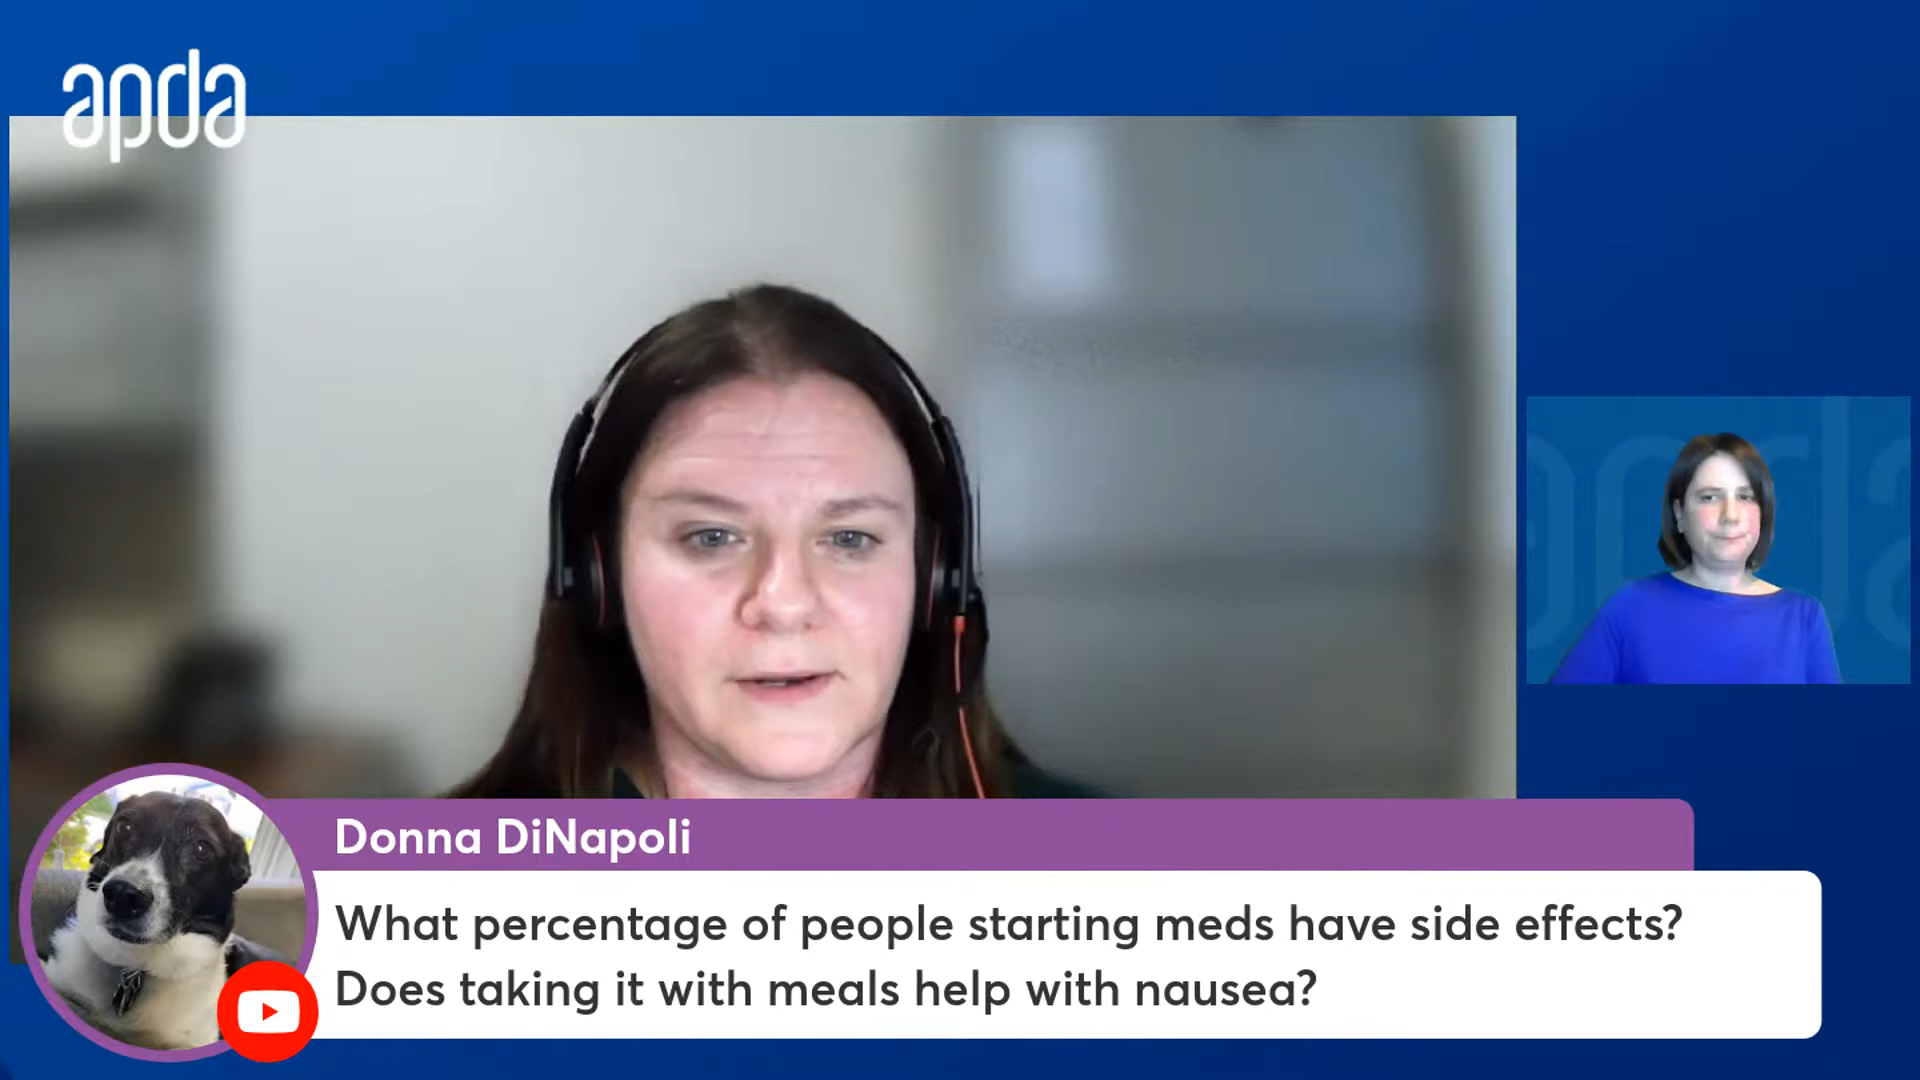 apda
Donna DiNapoli
What percentage of people starting meds have side effects?
Does taking it with meals help with nausea?